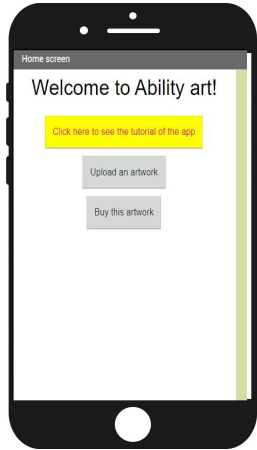 Home screen
Welcome to Ability art!
Click here to see the tutorial of the app
Upload an artwork
Buy this artwork